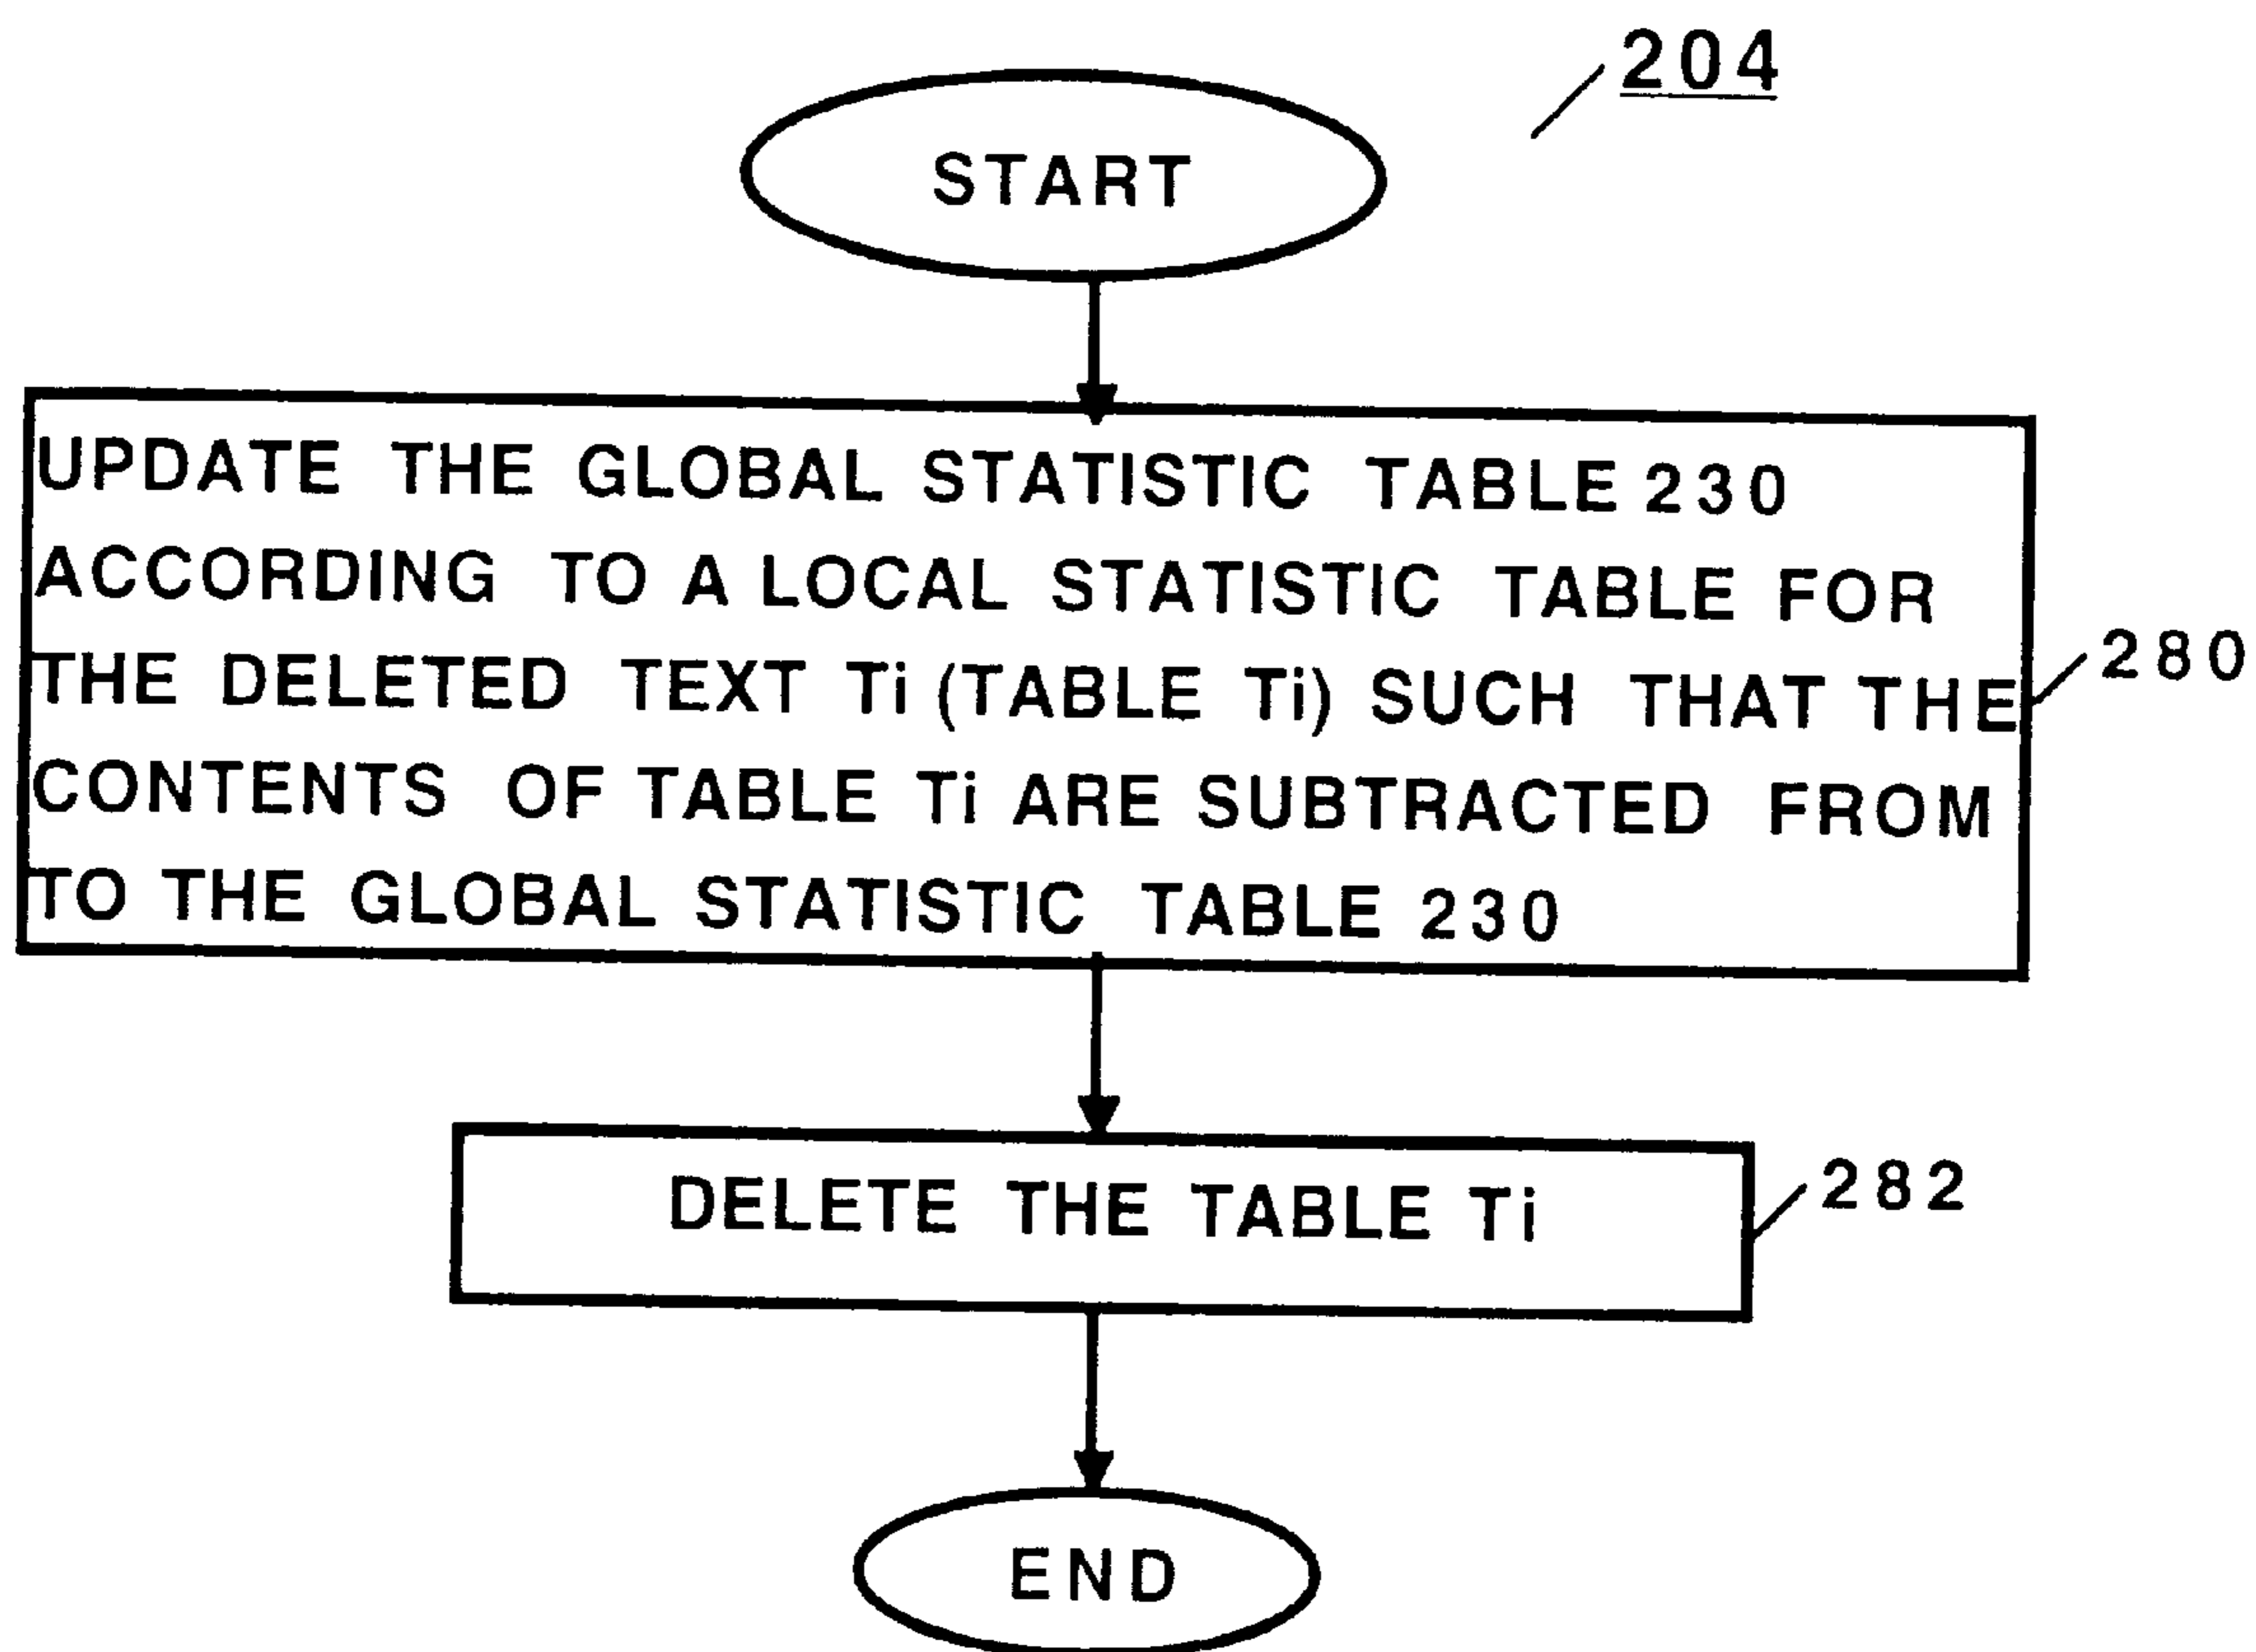 204
START
UPDATE THE GLOBAL STATISTIC TABLE 230
ACCORDING TO A LOCAL STATISTIC TABLE FOR
THE DELETED TEXT Ti (TABLE Ti) SUCH THAT THE
CONTENTS OF TABLE Ti ARE SUBTRACTED FROM
TO THE GLOBAL STATISTIC TABLE 230
280
DELETE THE TABLE Ti
282
END